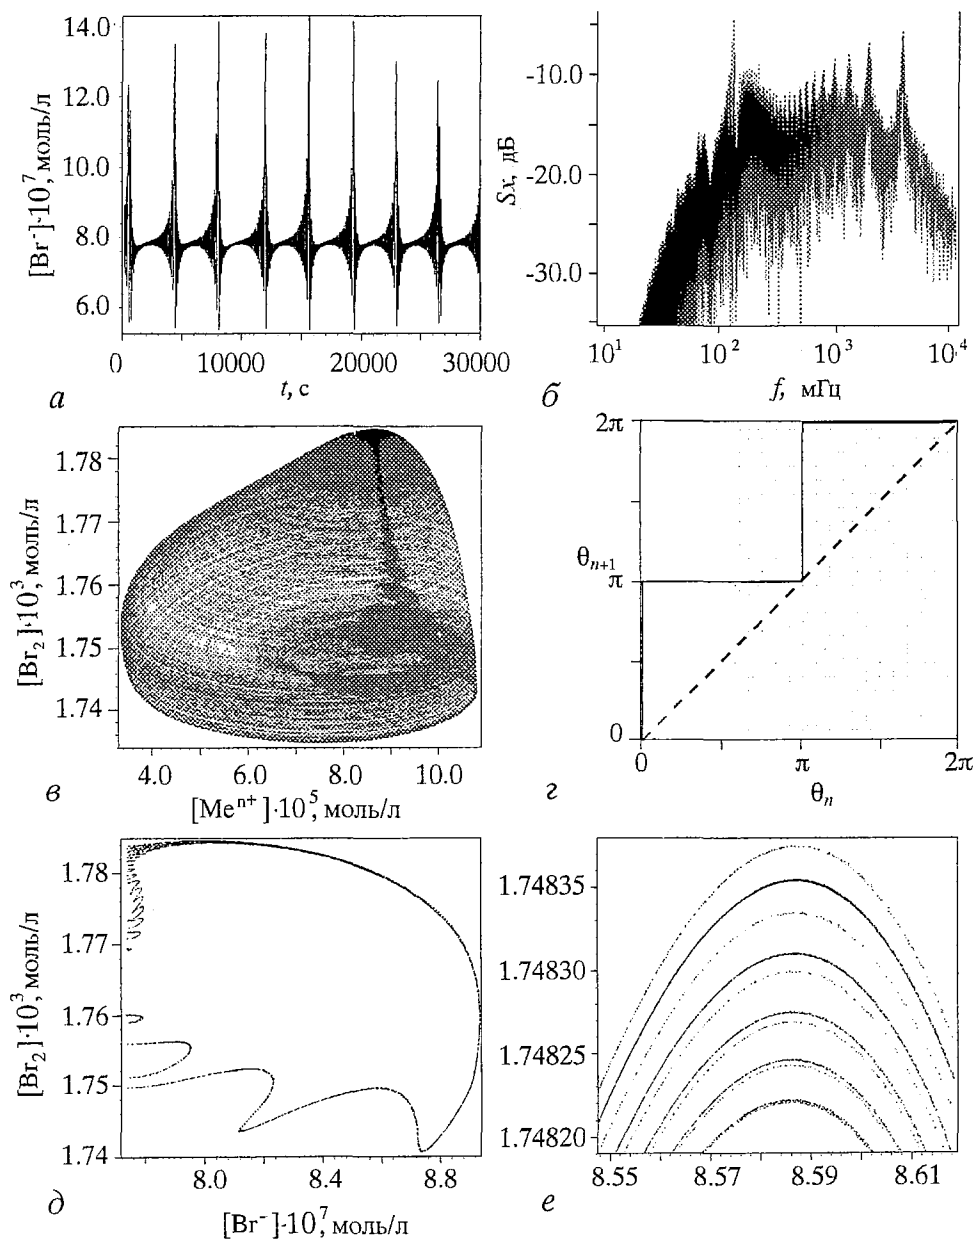 14.0
12.0
10.0
8.0
6.0
[Br⁻]·10⁷, моль/л
0 10000 20000 30000
t, с
а
-10.0
-20.0
-30.0
Sx, дБ
10¹ 10² 10³ 10⁴
f, мГц
б
1.78
1.77
1.76
1.75
1.74
[Br₂]·10³, моль/л
4.0 6.0 8.0 10.0
[Meⁿ⁺]·10⁵, моль/л
в
2π
θₙ₊₁
π
0
0 π 2π
θₙ
г
1.78
1.77
1.76
1.75
1.74
[Br₂]·10³, моль/л
8.0 8.4 8.8
[Br⁻]·10⁷, моль/л
д
1.74835
1.74830
1.74825
1.74820
8.55 8.57 8.59 8.61
е